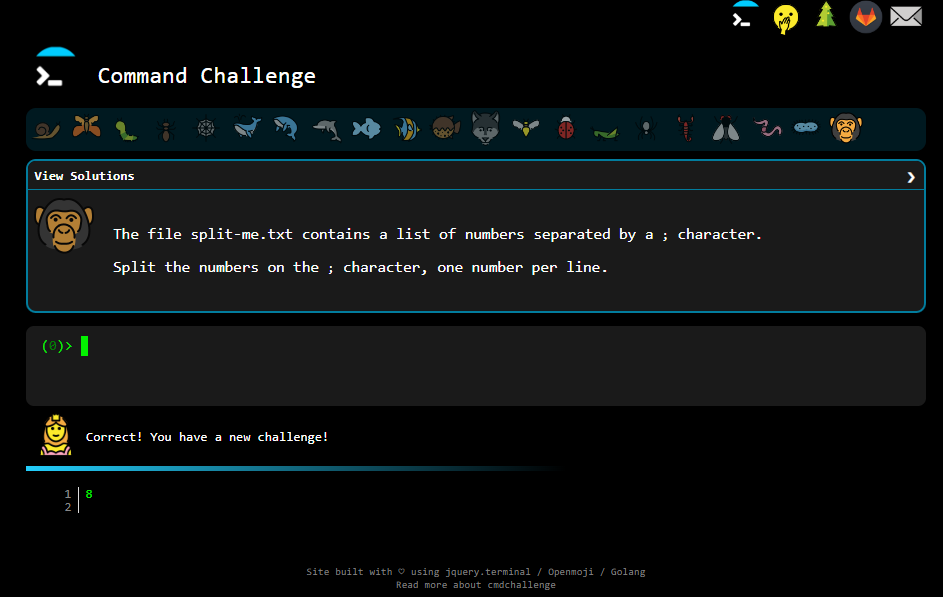 Command Challenge
View Solutions
The file split-me.txt contains a list of numbers separated by a ; character.
Split the numbers on the ; character, one number per line.
(0)>
Correct! You have a new challenge!
1 8
2
Site built with ♡ using jquery.terminal / Openmoji / Golang
Read more about cmdchallenge